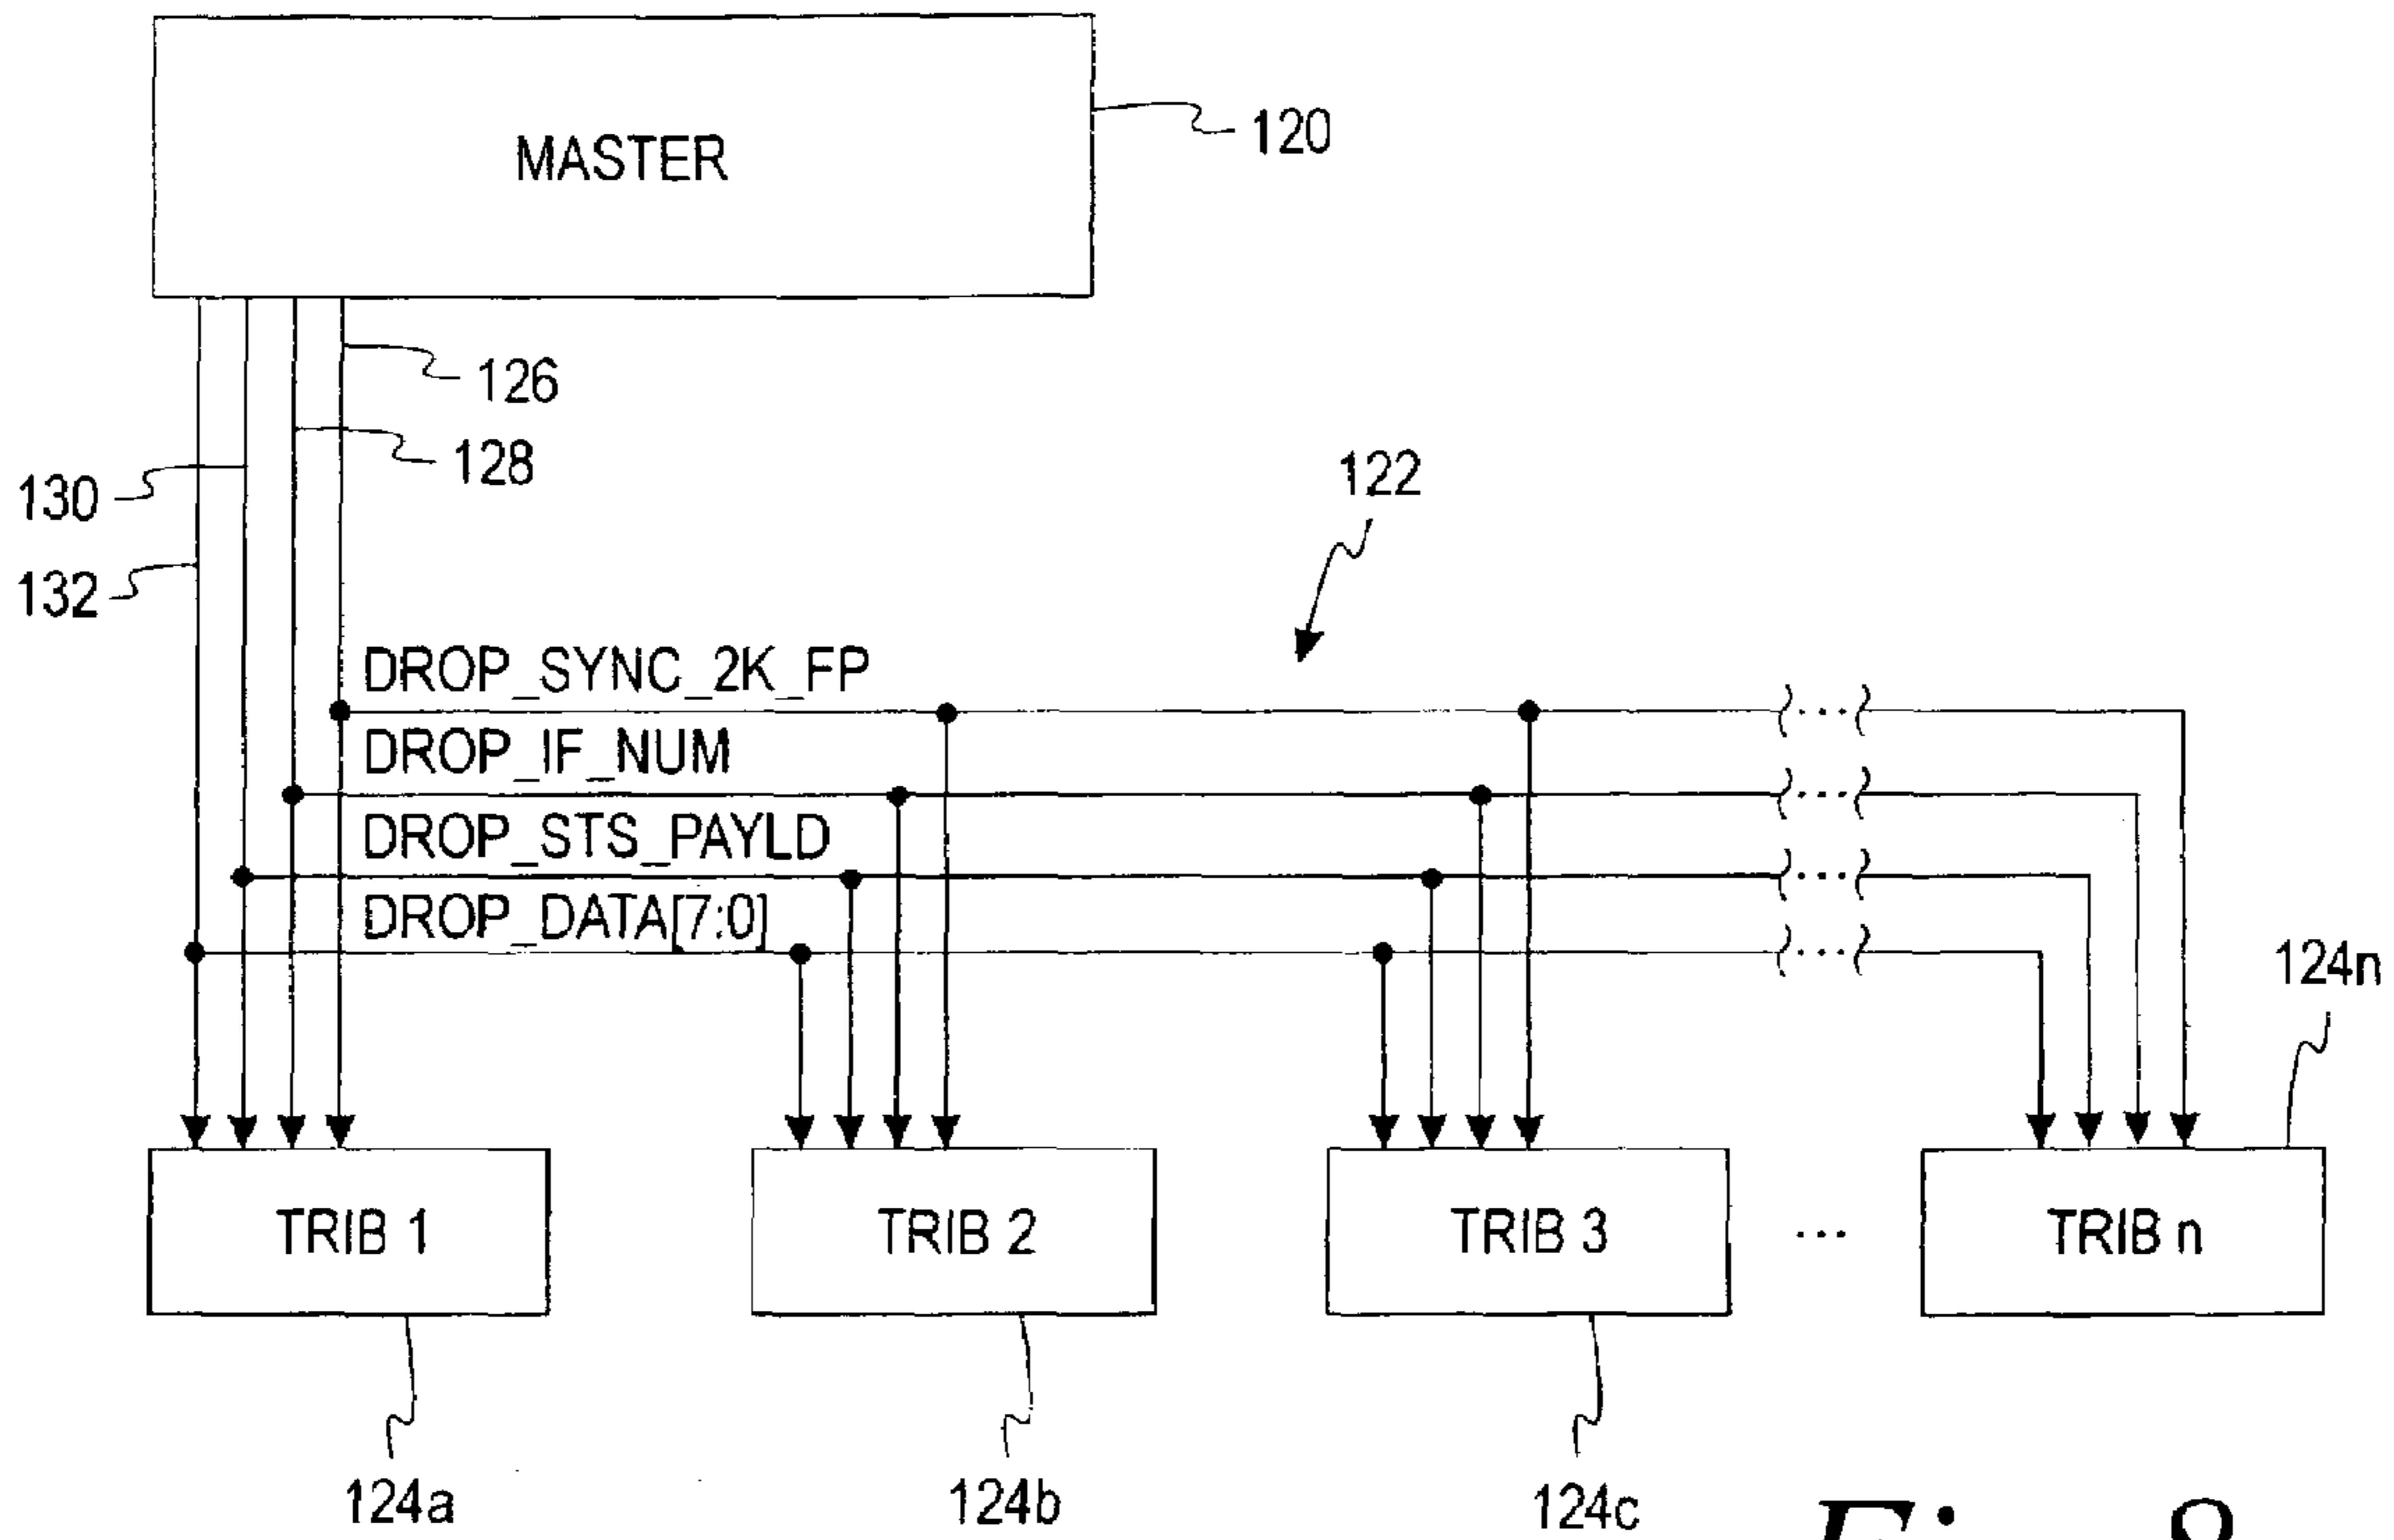 MASTER
120
126
128
130
122
132
DROP_SYNC_2K_FP
DROP_IF_NUM
DROP_STS_PAYLD
DROP_DATA[7:0]
124n
TRIB 1
TRIB 2
TRIB 3
...
TRIB n
124a
124b
124c